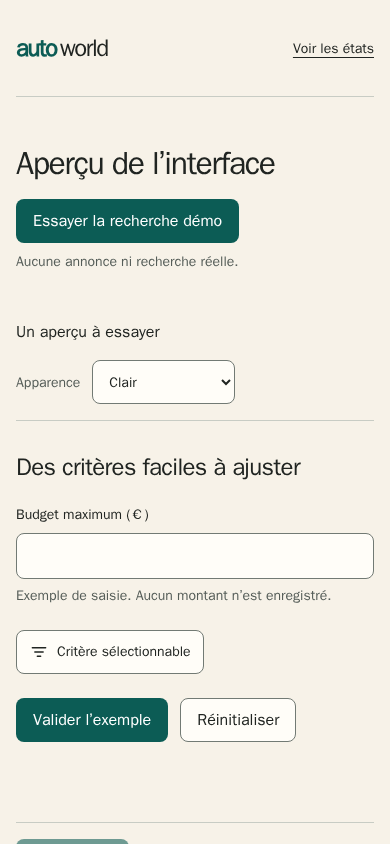 auto world
Voir les états
Aperçu de l’interface
Essayer la recherche démo
Aucune annonce ni recherche réelle.
Un aperçu à essayer
Apparence
Clair
Des critères faciles à ajuster
Budget maximum (€)
Exemple de saisie. Aucun montant n’est enregistré.
Critère sélectionnable
Valider l’exemple
Réinitialiser